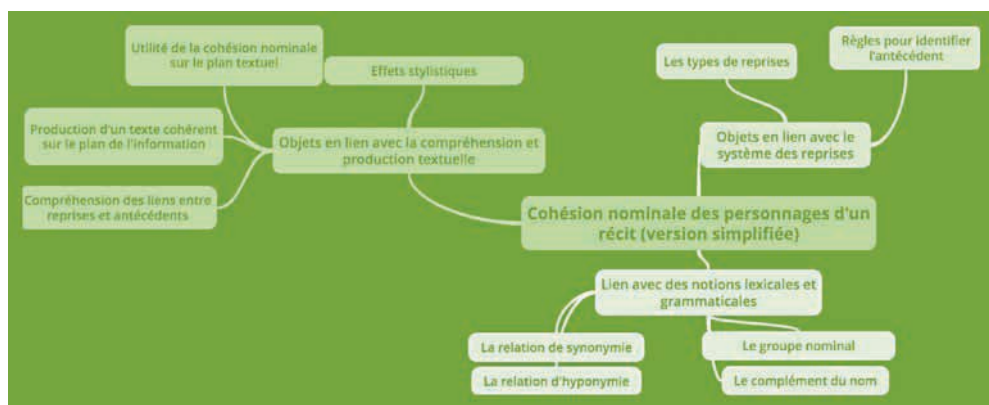 Utilité de la cohésion nominale
sur le plan textuel
Effets stylistiques
Production d'un texte cohérent
sur le plan de l'information
Objets en lien avec la compréhension et
production textuelle
Compréhension des liens entre
reprises et antécédents
Règles pour identifier
l'antécédent
Les types de reprises
Objets en lien avec le
système des reprises
Cohésion nominale des personnages d'un
récit (version simplifiée)
Lien avec des notions lexicales et
grammaticales
La relation de synonymie
La relation d'hyponymie
Le groupe nominal
Le complément du nom